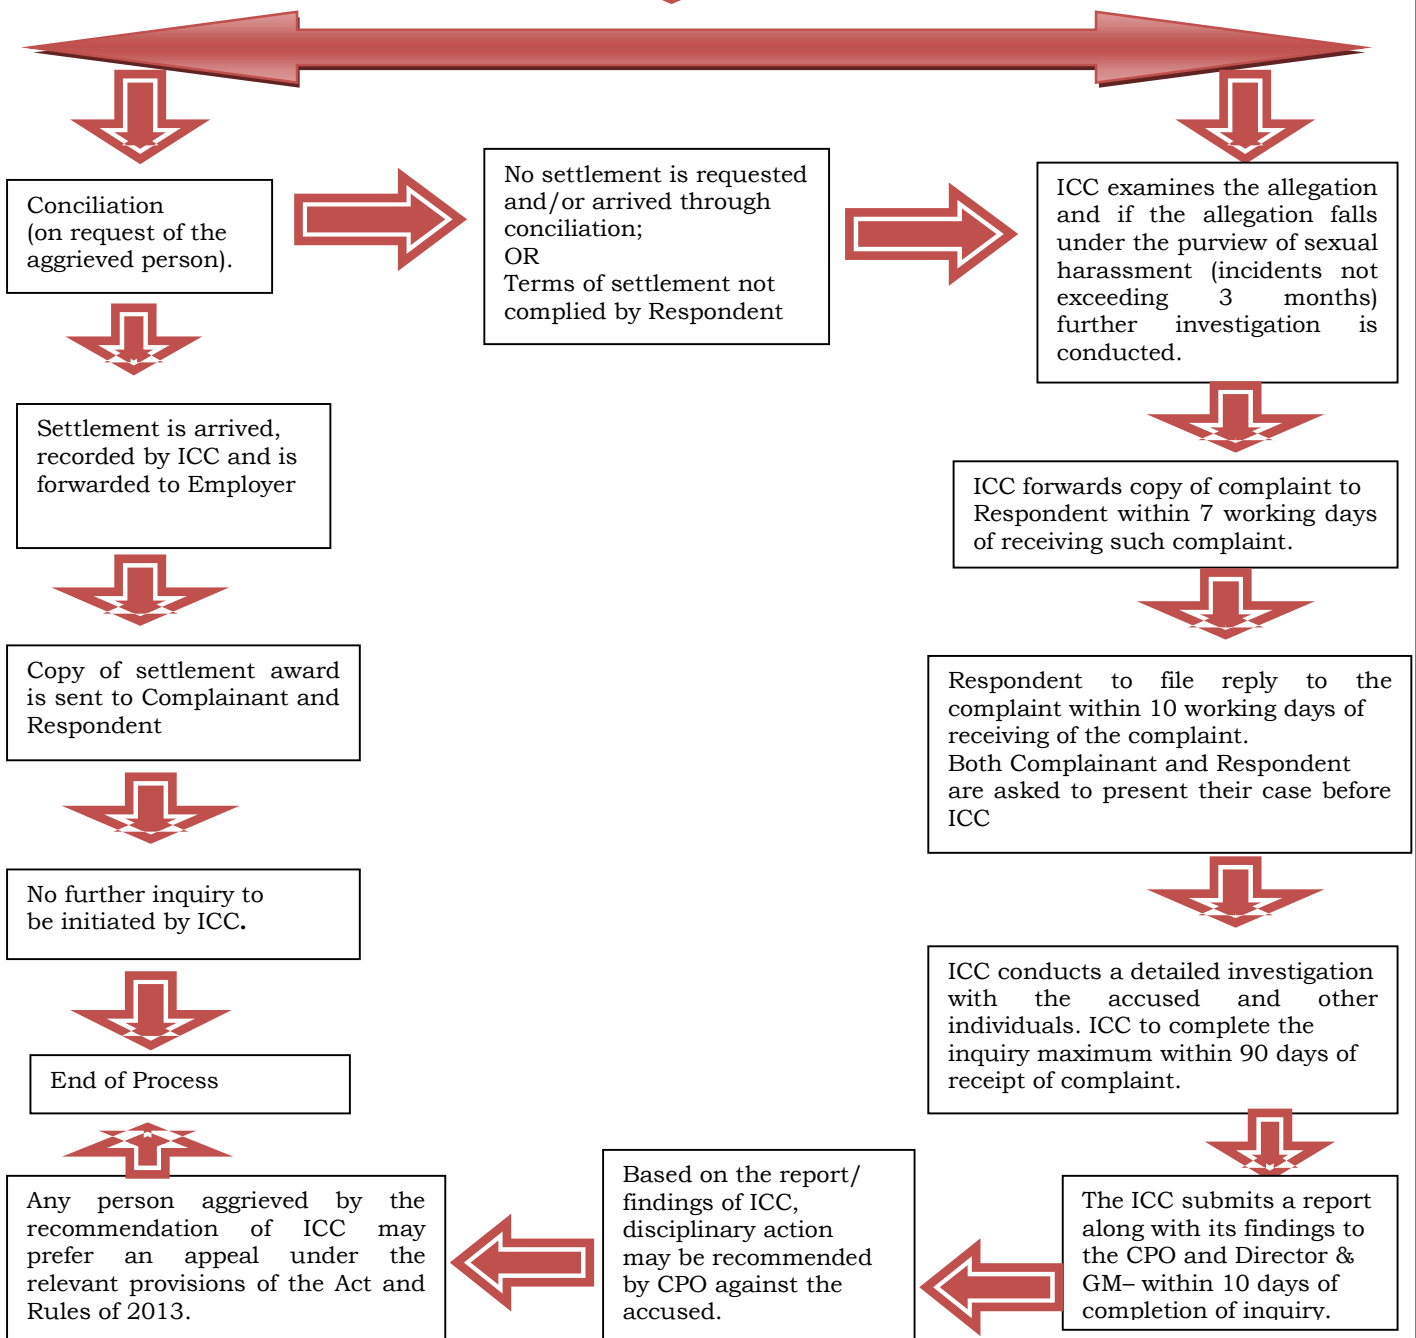 Conciliation
(on request of the
aggrieved person).
No settlement is requested
and/or arrived through
conciliation;
OR
Terms of settlement not
complied by Respondent
ICC examines the allegation
and if the allegation falls
under the purview of sexual
harassment (incidents not
exceeding 3 months)
further investigation is
conducted.
Settlement is arrived,
recorded by ICC and is
forwarded to Employer
ICC forwards copy of complaint to
Respondent within 7 working days
of receiving such complaint.
Copy of settlement award
is sent to Complainant and
Respondent
Respondent to file reply to the
complaint within 10 working days of
receiving of the complaint.
Both Complainant and Respondent
are asked to present their case before
ICC
No further inquiry to
be initiated by ICC.
ICC conducts a detailed investigation
with the accused and other
individuals. ICC to complete the
inquiry maximum within 90 days of
receipt of complaint.
End of Process
Any person aggrieved by the
recommendation of ICC may
prefer an appeal under the
relevant provisions of the Act and
Rules of 2013.
Based on the report/
findings of ICC,
disciplinary action
may be recommended
by CPO against the
accused.
The ICC submits a report
along with its findings to
the CPO and Director &
GM– within 10 days of
completion of inquiry.